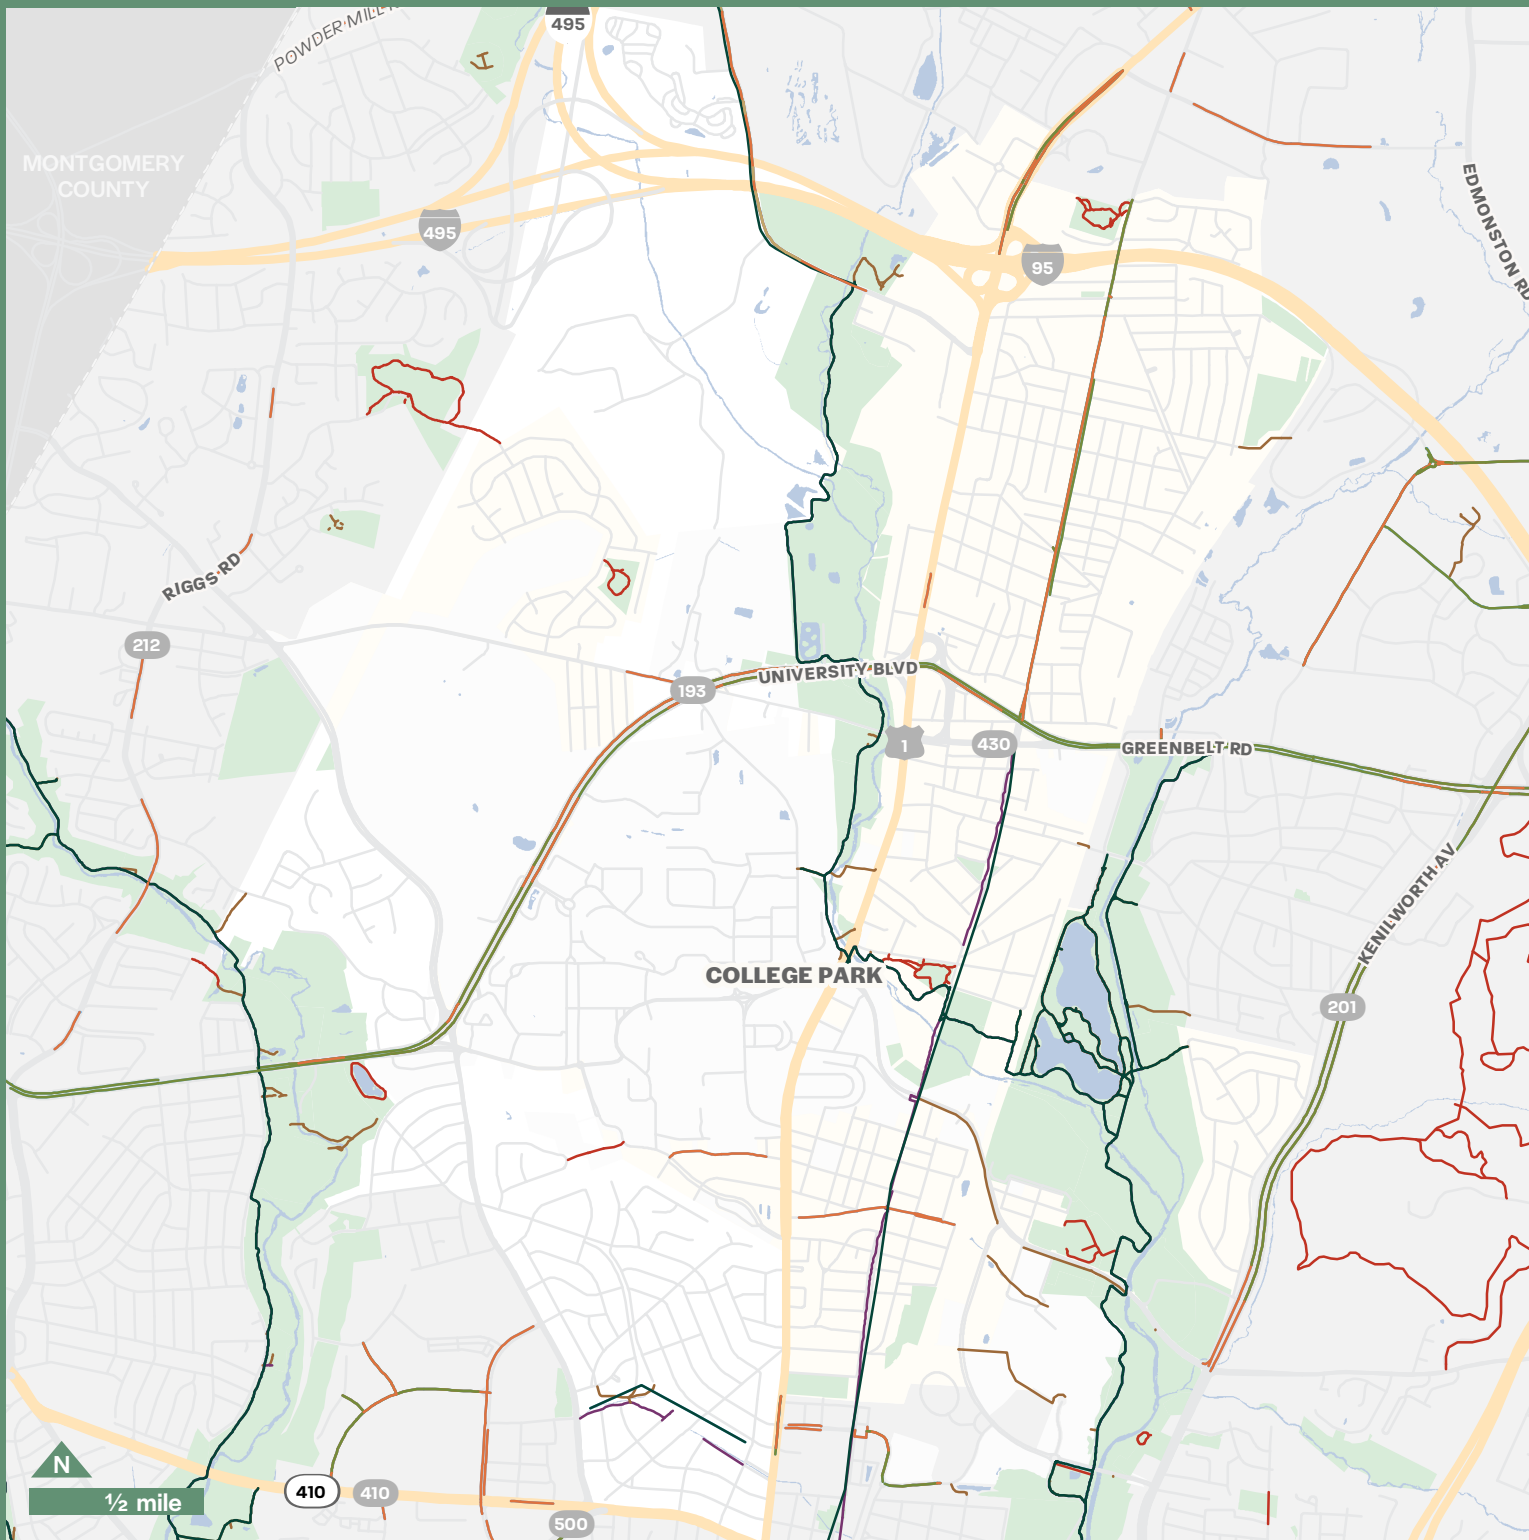 POWDER MILL
495
MONTGOMERY
COUNTY
EDMONSTON RD
495
95
RIGGS RD
212
UNIVERSITY BLVD
193
1
430
GREENBELT RD
KENILWORTH AV
COLLEGE PARK
201
N
½ mile
410
410
500